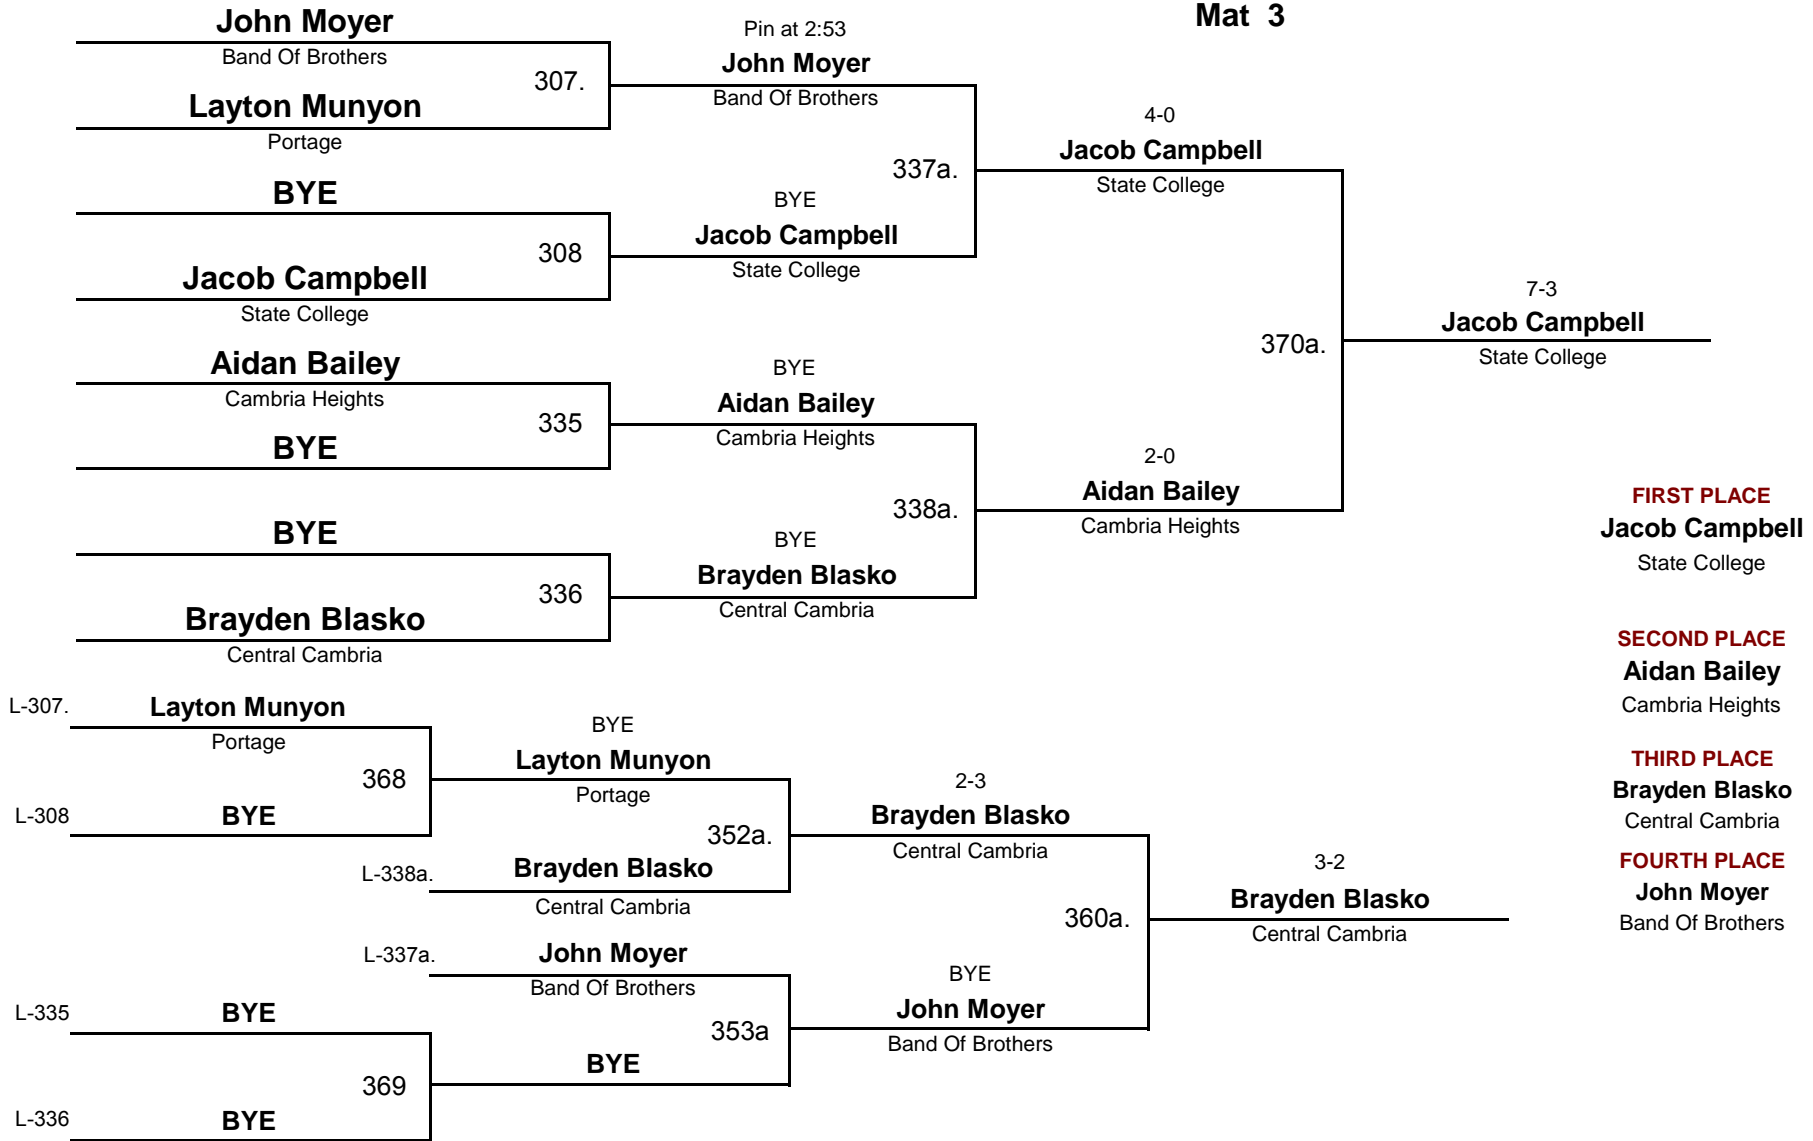 Mat 3
John Moyer
Band Of Brothers
307.
Layton Munyon
Portage
BYE
308
Jacob Campbell
State College
Aidan Bailey
Cambria Heights
335
BYE
BYE
336
Brayden Blasko
Central Cambria
Pin at 2:53
John Moyer
Band Of Brothers
337a.
BYE
Jacob Campbell
State College
BYE
Aidan Bailey
Cambria Heights
338a.
BYE
Brayden Blasko
Central Cambria
4-0
Jacob Campbell
State College
370a.
2-0
Aidan Bailey
Cambria Heights
7-3
Jacob Campbell
State College
FIRST PLACE
Jacob Campbell
State College
SECOND PLACE
Aidan Bailey
Cambria Heights
THIRD PLACE
Brayden Blasko
Central Cambria
FOURTH PLACE
John Moyer
Band Of Brothers
L-307.
Layton Munyon
Portage
368
L-308
BYE
BYE
Layton Munyon
Portage
352a.
L-338a.
Brayden Blasko
Central Cambria
L-337a.
John Moyer
Band Of Brothers
353a
L-335
BYE
369
L-336
BYE
BYE
2-3
Brayden Blasko
Central Cambria
360a.
BYE
John Moyer
Band Of Brothers
3-2
Brayden Blasko
Central Cambria